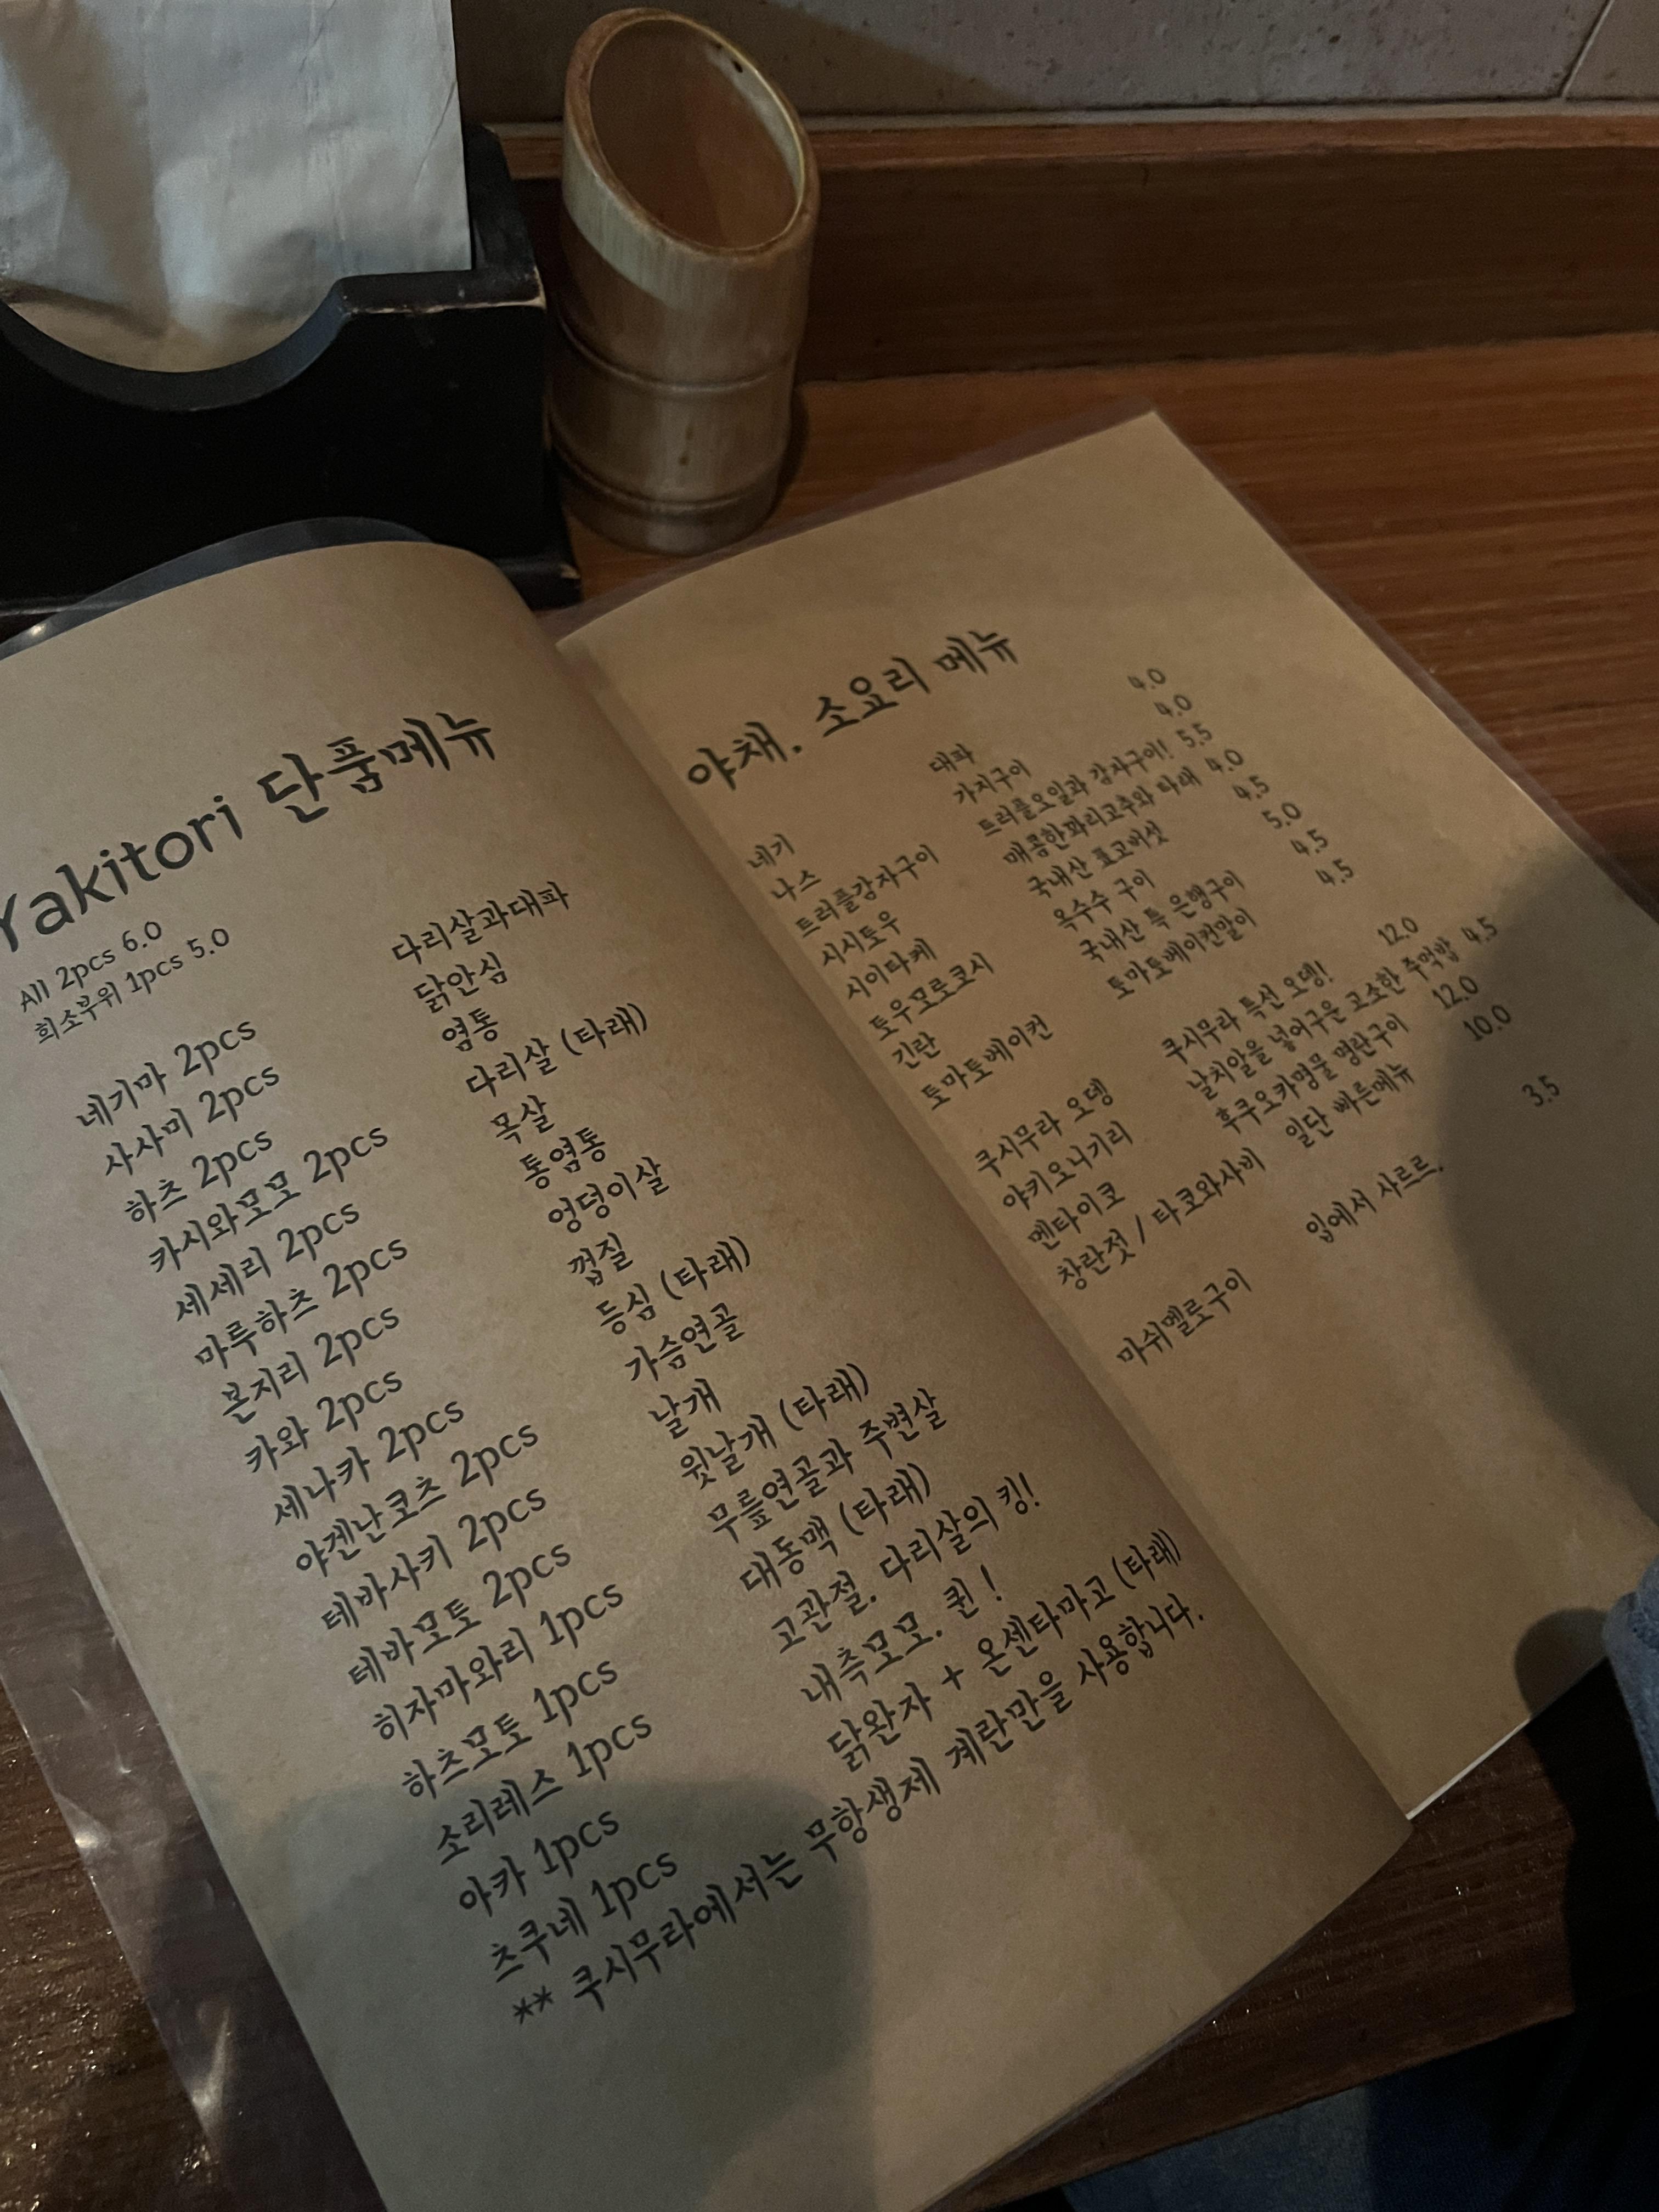 Yakitori 단품메뉴
All 2pcs 6.0
희소부위 1pcs 5.0
네기마 2pcs 다리살과대파
사사미 2pcs 닭안심
하츠 2pcs 염통
카시와모모 2pcs 다리살 (타래)
세세리 2pcs 목살
마루하츠 2pcs 통염통
본지리 2pcs 엉덩이살
카와 2pcs 껍질
세나카 2pcs 등심 (타래)
야겐난코츠 2pcs 가슴연골
테바사키 2pcs 날개
테바모토 2pcs 윗날개 (타래)
히자마와리 1pcs 무릎연골과 주변살
하츠모토 1pcs 대동맥 (타래)
소리레스 1pcs 고관절. 다리살의 킹!
아카 1pcs 내측모모. 퀸 !
츠쿠네 1pcs 닭완자 + 온센타마고 (타래)
** 쿠시무라에서는 무항생제 계란만을 사용합니다.
야채. 소요리 메뉴
네기 대파 4.0
나스 가지구이 4.0
트러플감자구이 트러플오일과 감자구이! 5.5
시시토우 매콤한꽈리고추와 타래 4.0
시이타케 국내산 표고버섯 4.5
토우모로코시 옥수수 구이 5.0
긴란 국내산 특 은행구이 4.5
토마토베이컨 토마토베이컨말이 4.5
쿠시무라 오뎅 쿠시무라 특선 오뎅! 12.0
야키오니기리 날치알을 넣어구운 고소한 주먹밥 4.5
멘타이코 후쿠오카명물 명란구이 12.0
창란젓 / 타코와사비 일단 빠른메뉴 10.0
마쉬멜로구이 입에서 사르르. 3.5